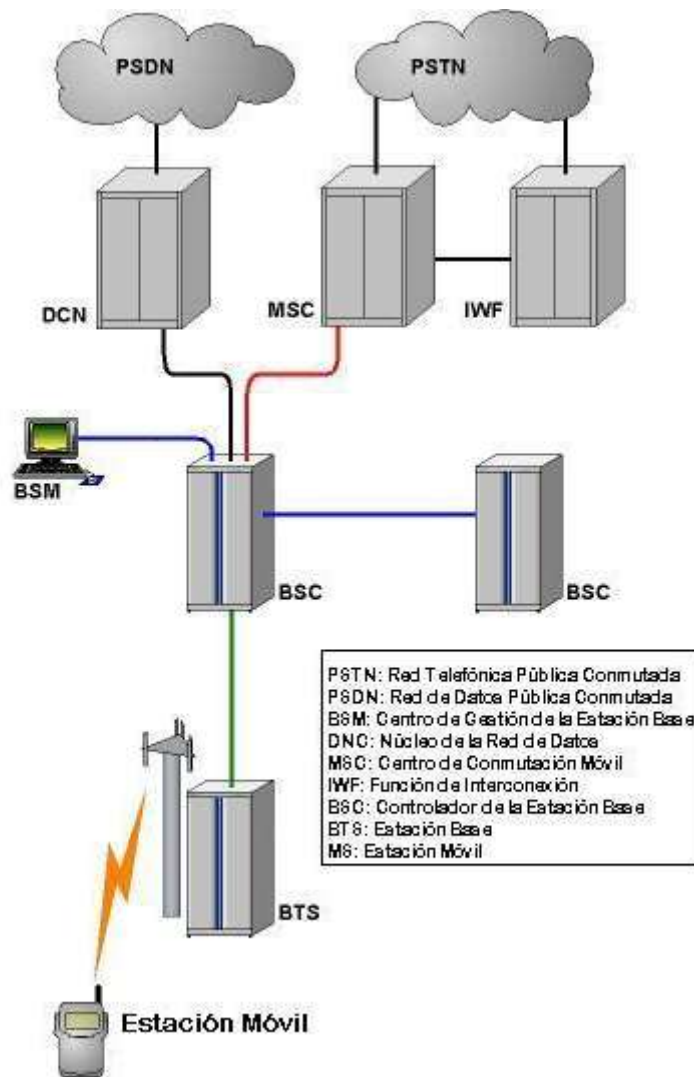 PSDN
PSTN
DCN
MSC
IWF
BSM
BSC
BSC
PSTN: Red Telefónica Pública Conmutada
PSDN: Red de Datos Pública Conmutada
BSM: Centro de Gestión de la Estación Base
DNC: Núcleo de la Red de Datos
MSC: Centro de Conmutación Móvil
IWF: Función de Interconexión
BSC: Controlador de la Estación Base
BTS: Estación Base
MS: Estación Móvil
BTS
Estación Móvil